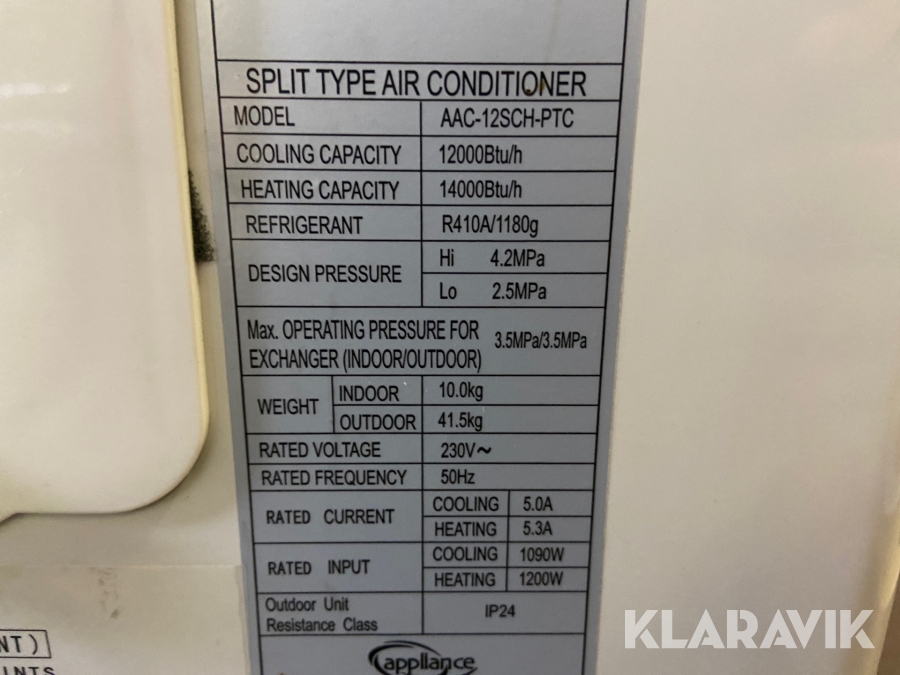 SPLIT TYPE AIR CONDITIONER
MODEL AAC-12SCH-PTC
COOLING CAPACITY 12000Btu/h
HEATING CAPACITY 14000Btu/h
REFRIGERANT R410A/1180g
DESIGN PRESSURE Hi 4.2MPa
Lo 2.5MPa
Max. OPERATING PRESSURE FOR
EXCHANGER (INDOOR/OUTDOOR) 3.5MPa/3.5MPa
WEIGHT INDOOR 10.0kg
OUTDOOR 41.5kg
RATED VOLTAGE 230V~
RATED FREQUENCY 50Hz
RATED CURRENT COOLING 5.0A
HEATING 5.3A
RATED INPUT COOLING 1090W
HEATING 1200W
Outdoor Unit
Resistance Class IP24
appliance
NT)
INTS
KLARAVIK